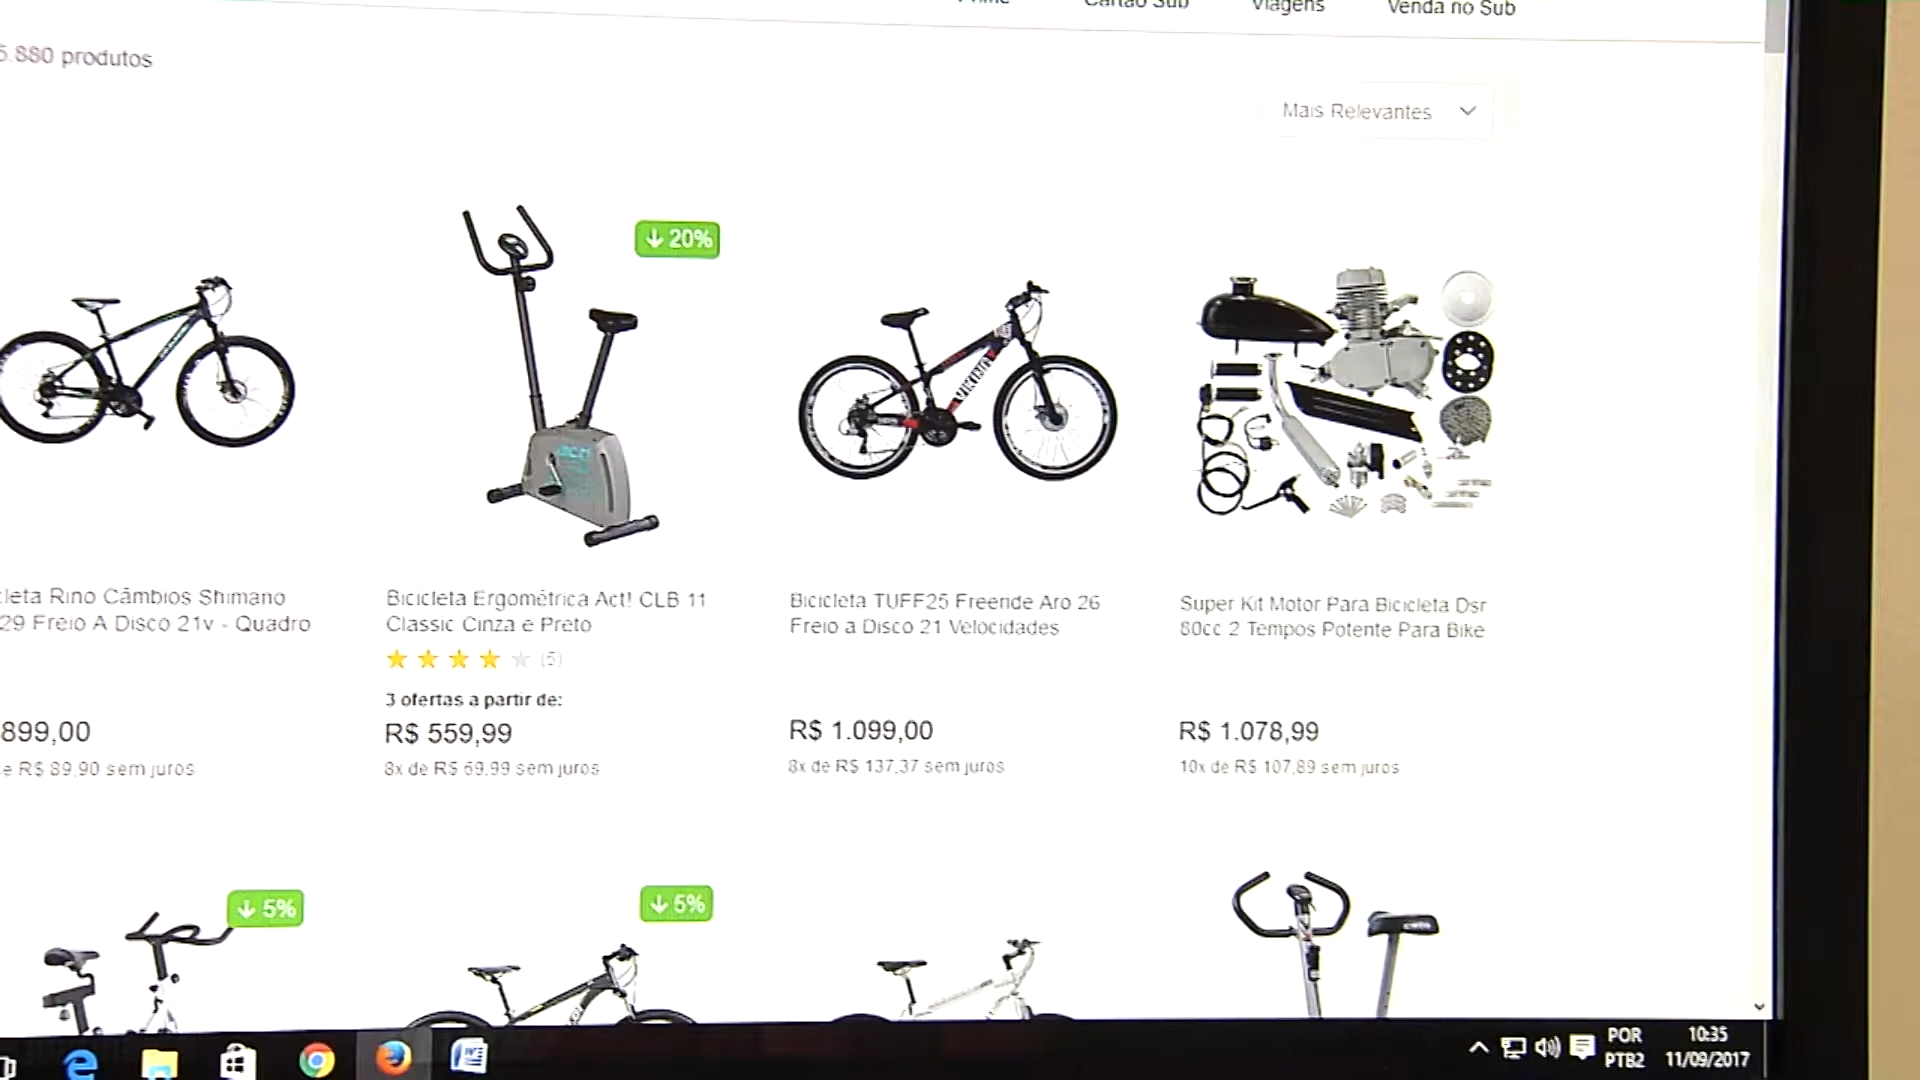 Cartão Sub
Viagens
Venda no Sub
5.880 produtos
Mais Relevantes
20%
VIKING
Rino Câmbios Shimano
29 Freio A Disco 21v - Quadro
899,00
R$ 89,90 sem juros
Bicicleta Ergométrica Act! CLB 11
Classic Cinza e Preto
(5)
3 ofertas a partir de:
R$ 559,99
8x de R$ 69,99 sem juros
Bicicleta TUFF25 Freeride Aro 26
Freio a Disco 21 Velocidades
R$ 1.099,00
8x de R$ 137,37 sem juros
Super Kit Motor Para Bicicleta Dsr
80cc 2 Tempos Potente Para Bike
R$ 1.078,99
10x de R$ 107,89 sem juros
5%
5%
POR
PTB2
10:35
11/09/2017